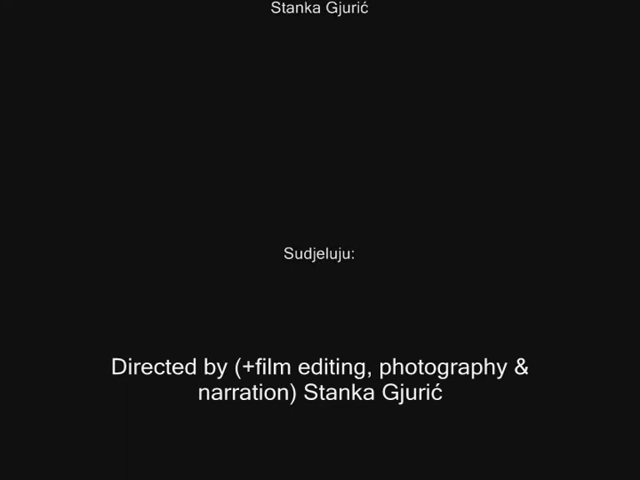 Stanka Gjurić
Sudjeluju:
Directed by (+film editing, photography &
narration) Stanka Gjurić